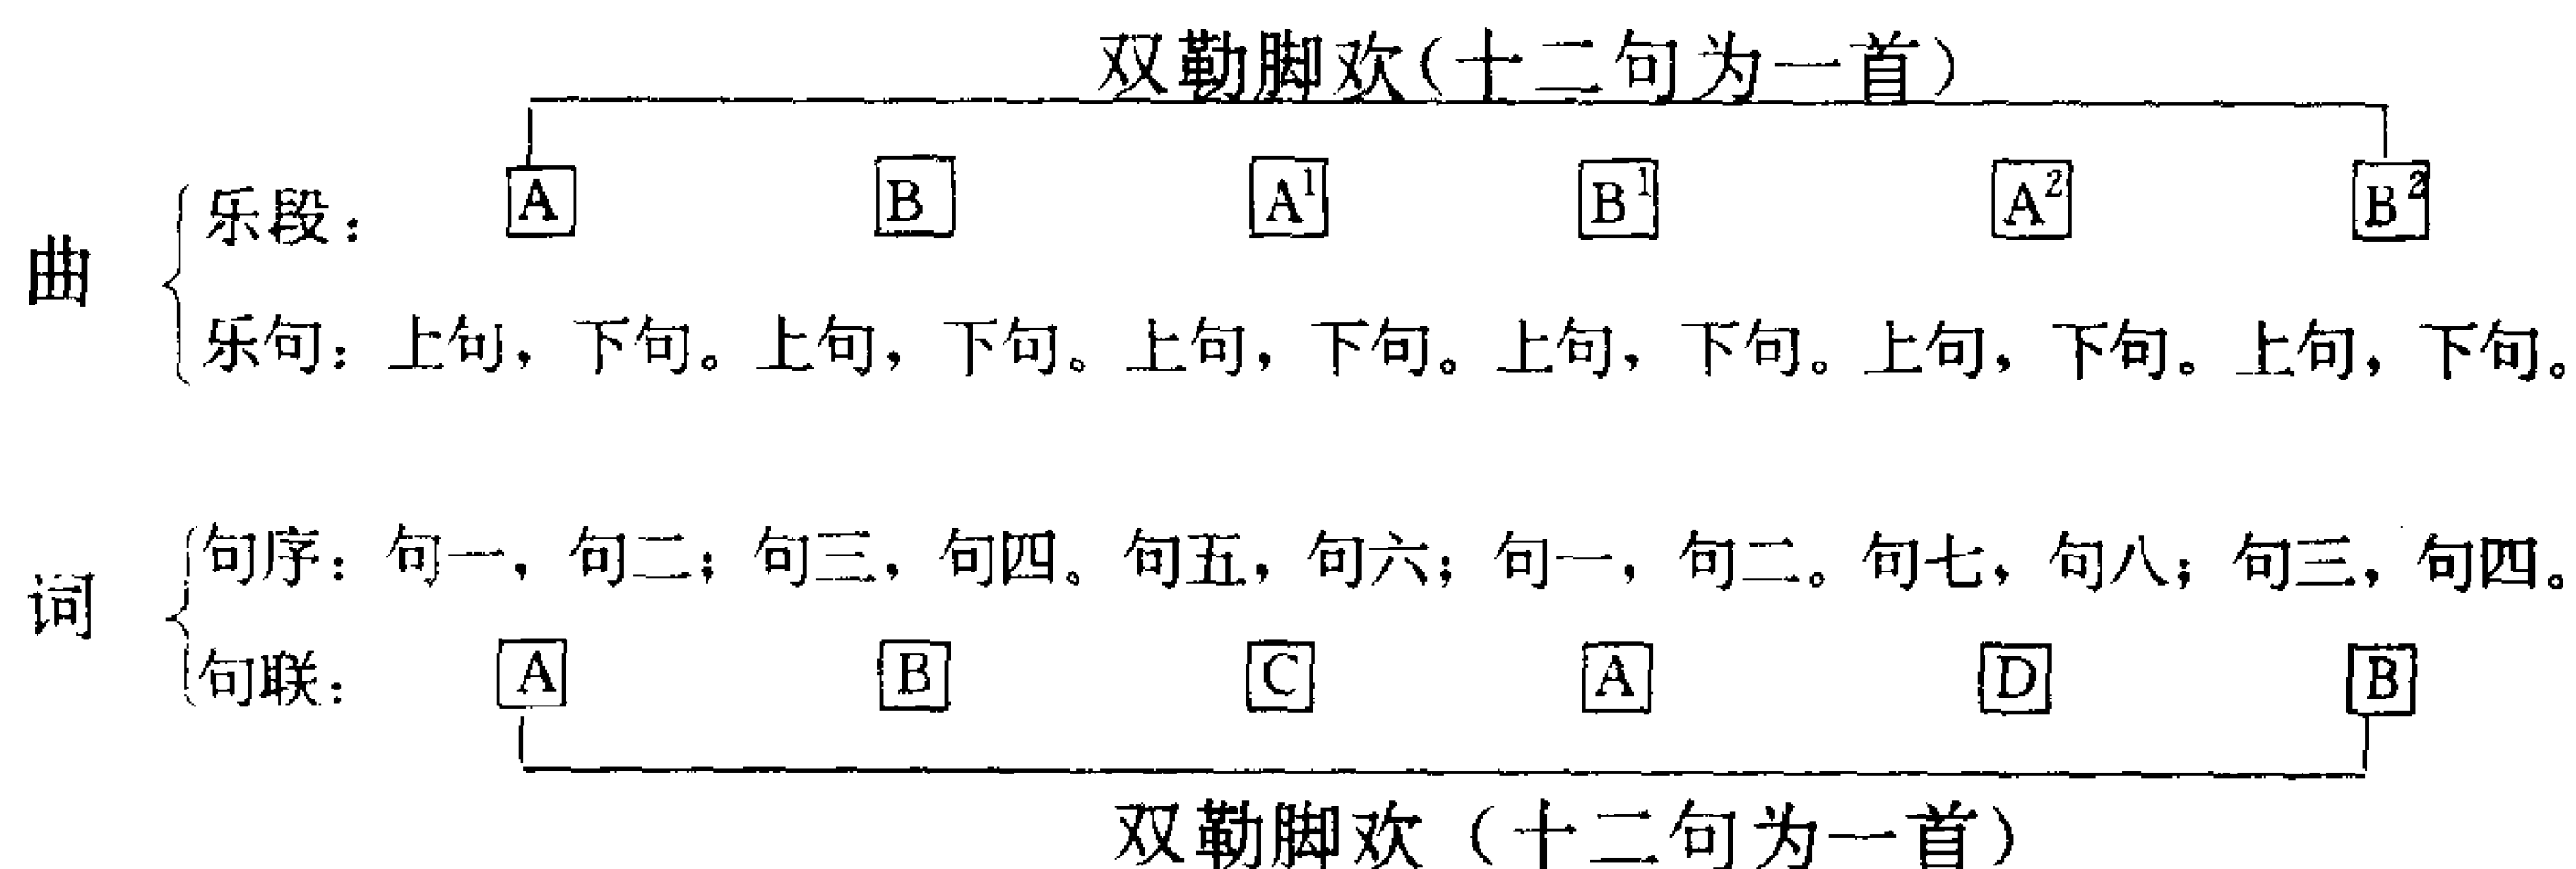 双勒脚欢(十二句为一首)
A B A¹ B¹ A² B²
乐段:
曲
乐句:上句,下句。上句,下句。上句,下句。上句,下句。上句,下句。上句,下句。
句序:句一,句二;句三,句四。句五,句六;句一,句二。句七,句八;句三,句四。
词
句联: A B C A D B
双勒脚欢(十二句为一首)